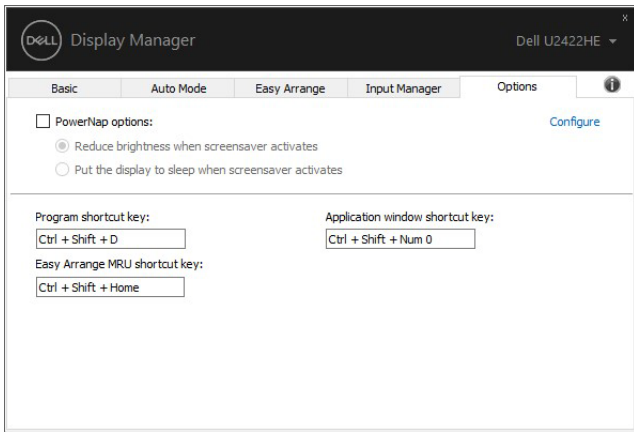 x
DELL Display Manager
Dell U2422HE
Basic Auto Mode Easy Arrange Input Manager Options i
PowerNap options: Configure
Reduce brightness when screensaver activates
Put the display to sleep when screensaver activates
Program shortcut key: Application window shortcut key:
Ctrl + Shift + D Ctrl + Shift + Num 0
Easy Arrange MRU shortcut key:
Ctrl + Shift + Home